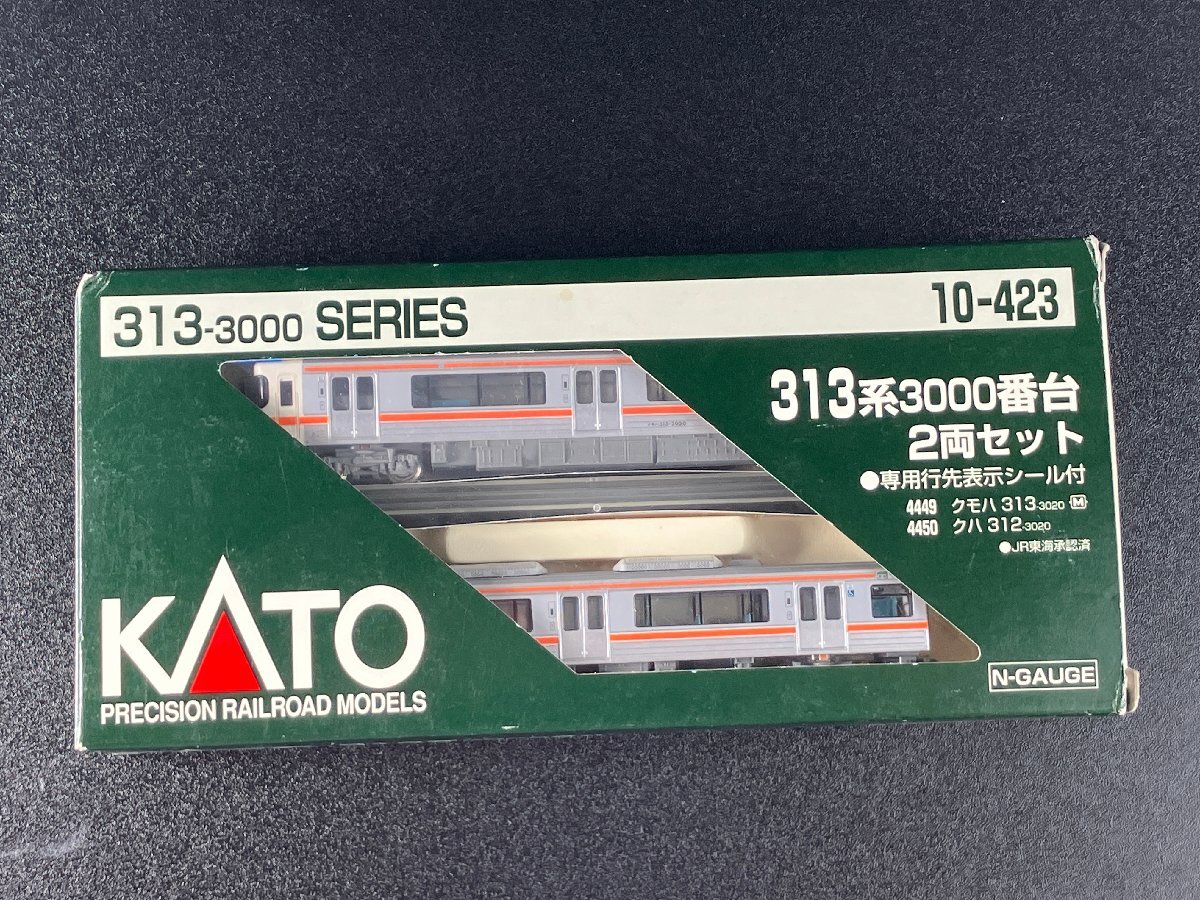 313-3000 SERIES
10-423
313系3000番台
2両セット
●専用行先表示シール付
4449 クモハ 313-3020 M
4450 クハ 312-3020
●JR東海承認済
KATO
PRECISION RAILROAD MODELS
N-GAUGE